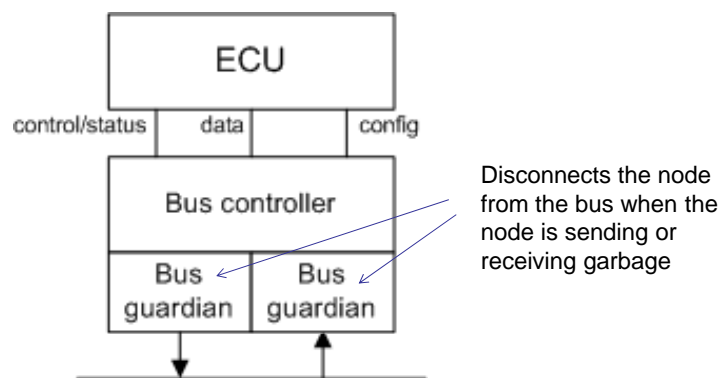 ECU
control/status data config
Bus controller
Disconnects the node
from the bus when the
node is sending or
receiving garbage
Bus Bus
guardian guardian